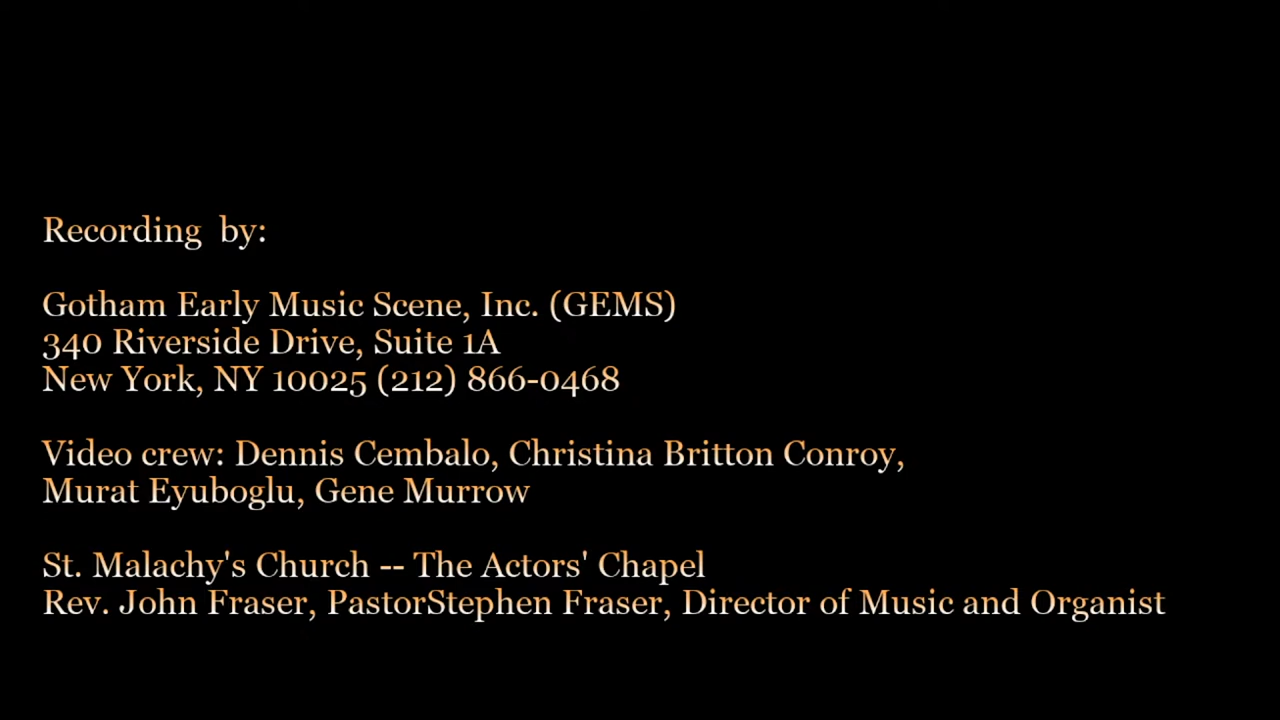 Recording by:
Gotham Early Music Scene, Inc. (GEMS)
340 Riverside Drive, Suite 1A
New York, NY 10025 (212) 866-0468
Video crew: Dennis Cembalo, Christina Britton Conroy,
Murat Eyuboglu, Gene Murrow
St. Malachy's Church -- The Actors' Chapel
Rev. John Fraser, PastorStephen Fraser, Director of Music and Organist